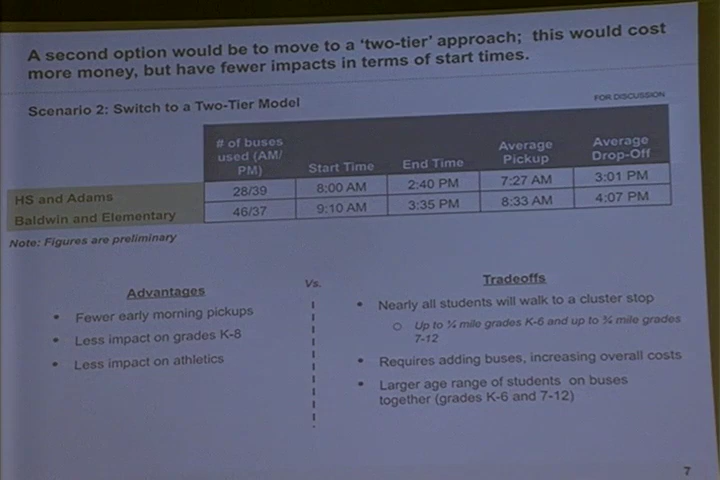 A second option would be to move to a 'two-tier' approach; this would cost
more money, but have fewer impacts in terms of start times.
Scenario 2: Switch to a Two-Tier Model
FOR DISCUSSION
# of buses used (AM/PM) Start Time End Time Average Pickup Average Drop-Off
HS and Adams 28/39 8:00 AM 2:40 PM 7:27 AM 3:01 PM
Baldwin and Elementary 46/37 9:10 AM 3:35 PM 8:33 AM 4:07 PM
Note: Figures are preliminary
Advantages
• Fewer early morning pickups
• Less impact on grades K-8
• Less impact on athletics
Vs.
Tradeoffs
• Nearly all students will walk to a cluster stop
o Up to ¼ mile grades K-6 and up to ¾ mile grades
7-12
• Requires adding buses, increasing overall costs
• Larger age range of students on buses
together (grades K-6 and 7-12)
7